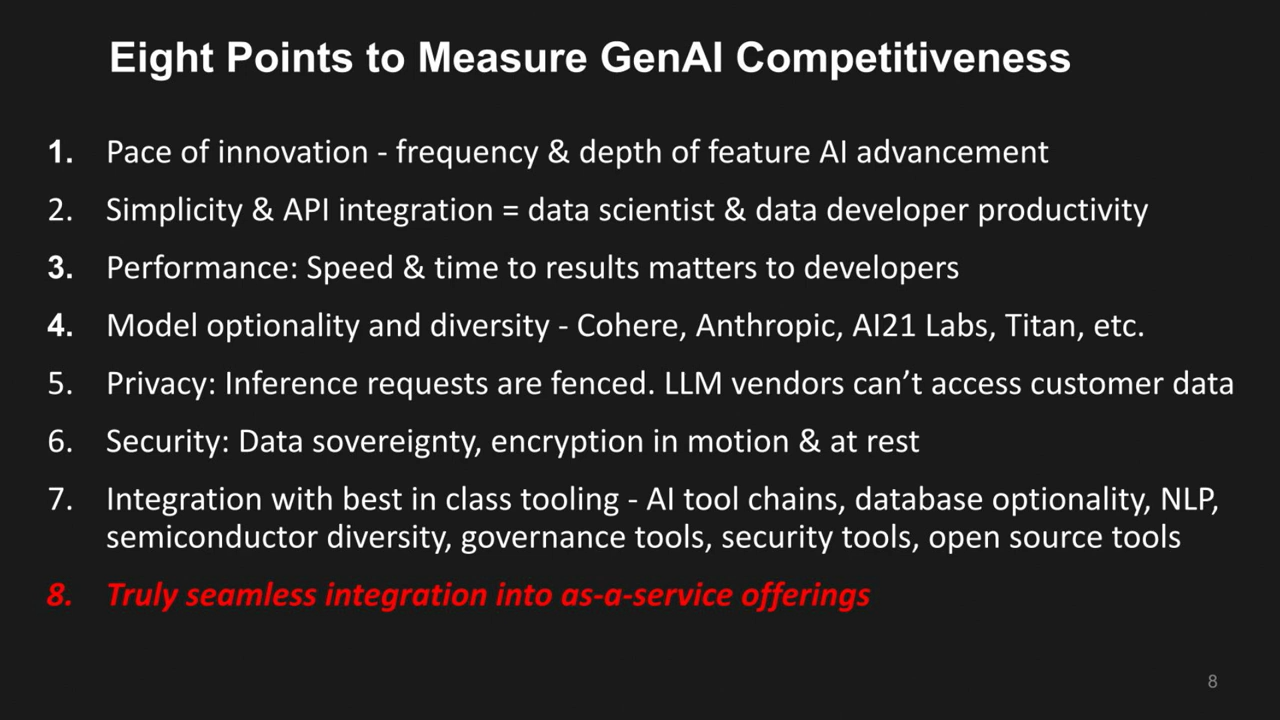 Eight Points to Measure GenAI Competitiveness
1. Pace of innovation - frequency & depth of feature AI advancement
2. Simplicity & API integration = data scientist & data developer productivity
3. Performance: Speed & time to results matters to developers
4. Model optionality and diversity - Cohere, Anthropic, AI21 Labs, Titan, etc.
5. Privacy: Inference requests are fenced. LLM vendors can’t access customer data
6. Security: Data sovereignty, encryption in motion & at rest
7. Integration with best in class tooling - AI tool chains, database optionality, NLP,
semiconductor diversity, governance tools, security tools, open source tools
8. Truly seamless integration into as-a-service offerings
8